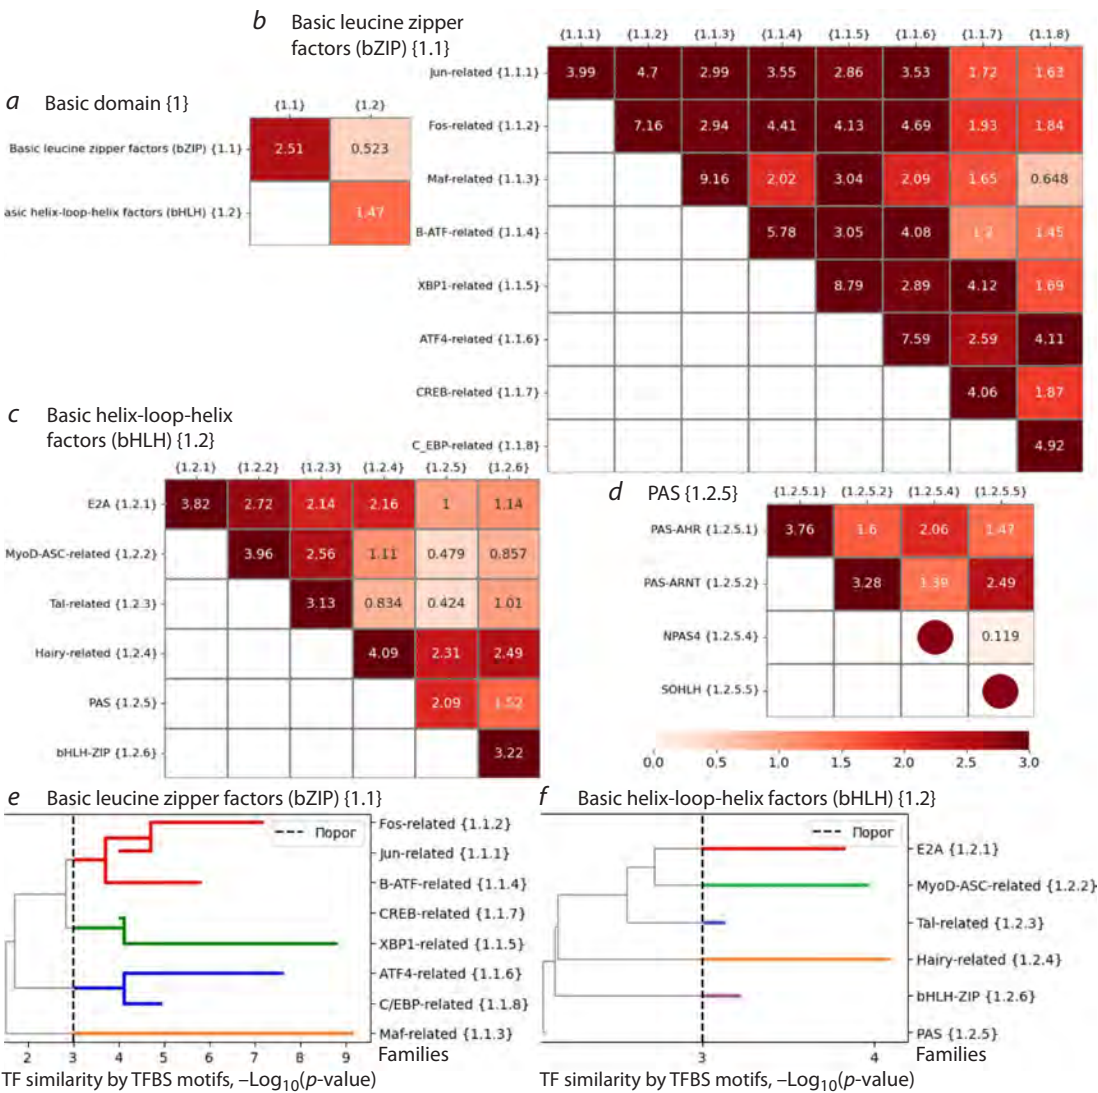 b Basic leucine zipper
factors (bZIP) {1.1}
{1.1.1} {1.1.2} {1.1.3} {1.1.4} {1.1.5} {1.1.6} {1.1.7} {1.1.8}
Jun-related {1.1.1} 3.99 4.7 2.99 3.55 2.86 3.53 1.72 1.63
Fos-related {1.1.2} 7.16 2.94 4.41 4.13 4.69 1.93 1.84
Maf-related {1.1.3} 9.16 2.02 3.04 2.09 1.65 0.648
B-ATF-related {1.1.4} 5.78 3.05 4.08 1.2 1.45
XBP1-related {1.1.5} 8.79 2.89 4.12 1.69
ATF4-related {1.1.6} 7.59 2.59 4.11
CREB-related {1.1.7} 4.06 1.87
C_EBP-related {1.1.8} 4.92
a Basic domain {1}
{1.1} {1.2}
Basic leucine zipper factors (bZIP) {1.1} 2.51 0.523
asic helix-loop-helix factors (bHLH) {1.2} 1.47
c Basic helix-loop-helix
factors (bHLH) {1.2}
{1.2.1} {1.2.2} {1.2.3} {1.2.4} {1.2.5} {1.2.6}
E2A {1.2.1} 3.82 2.72 2.14 2.16 1 1.14
MyoD-ASC-related {1.2.2} 3.96 2.56 1.11 0.479 0.857
Tal-related {1.2.3} 3.13 0.834 0.424 1.01
Hairy-related {1.2.4} 4.09 2.31 2.49
PAS {1.2.5} 2.09 1.52
bHLH-ZIP {1.2.6} 3.22
d PAS {1.2.5}
{1.2.5.1} {1.2.5.2} {1.2.5.4} {1.2.5.5}
PAS-AHR {1.2.5.1} 3.76 1.6 2.06 1.47
PAS-ARNT {1.2.5.2} 3.28 1.39 2.49
NPAS4 {1.2.5.4} 0.119
SOHLH {1.2.5.5}
0.0 0.5 1.0 1.5 2.0 2.5 3.0
e Basic leucine zipper factors (bZIP) {1.1}
Порог
Fos-related {1.1.2}
Jun-related {1.1.1}
B-ATF-related {1.1.4}
CREB-related {1.1.7}
XBP1-related {1.1.5}
ATF4-related {1.1.6}
C/EBP-related {1.1.8}
Maf-related {1.1.3}
2 3 4 5 6 7 8 9 Families
TF similarity by TFBS motifs, –Log10(p-value)
f Basic helix-loop-helix factors (bHLH) {1.2}
Порог
E2A {1.2.1}
MyoD-ASC-related {1.2.2}
Tal-related {1.2.3}
Hairy-related {1.2.4}
bHLH-ZIP {1.2.6}
PAS {1.2.5}
3 4 Families
TF similarity by TFBS motifs, –Log10(p-value)